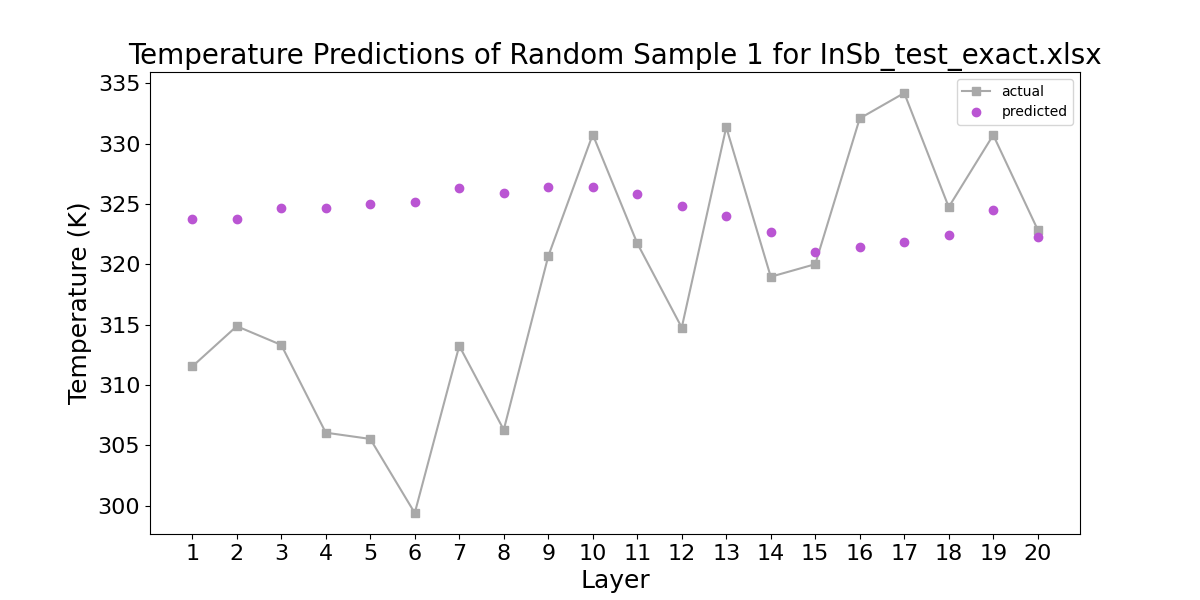 Temperature Predictions of Random Sample 1 for InSb_test_exact.xlsx
335
330
325
320
315
310
305
300
Temperature (K)
actual
predicted
1 2 3 4 5 6 7 8 9 10 11 12 13 14 15 16 17 18 19 20
Layer